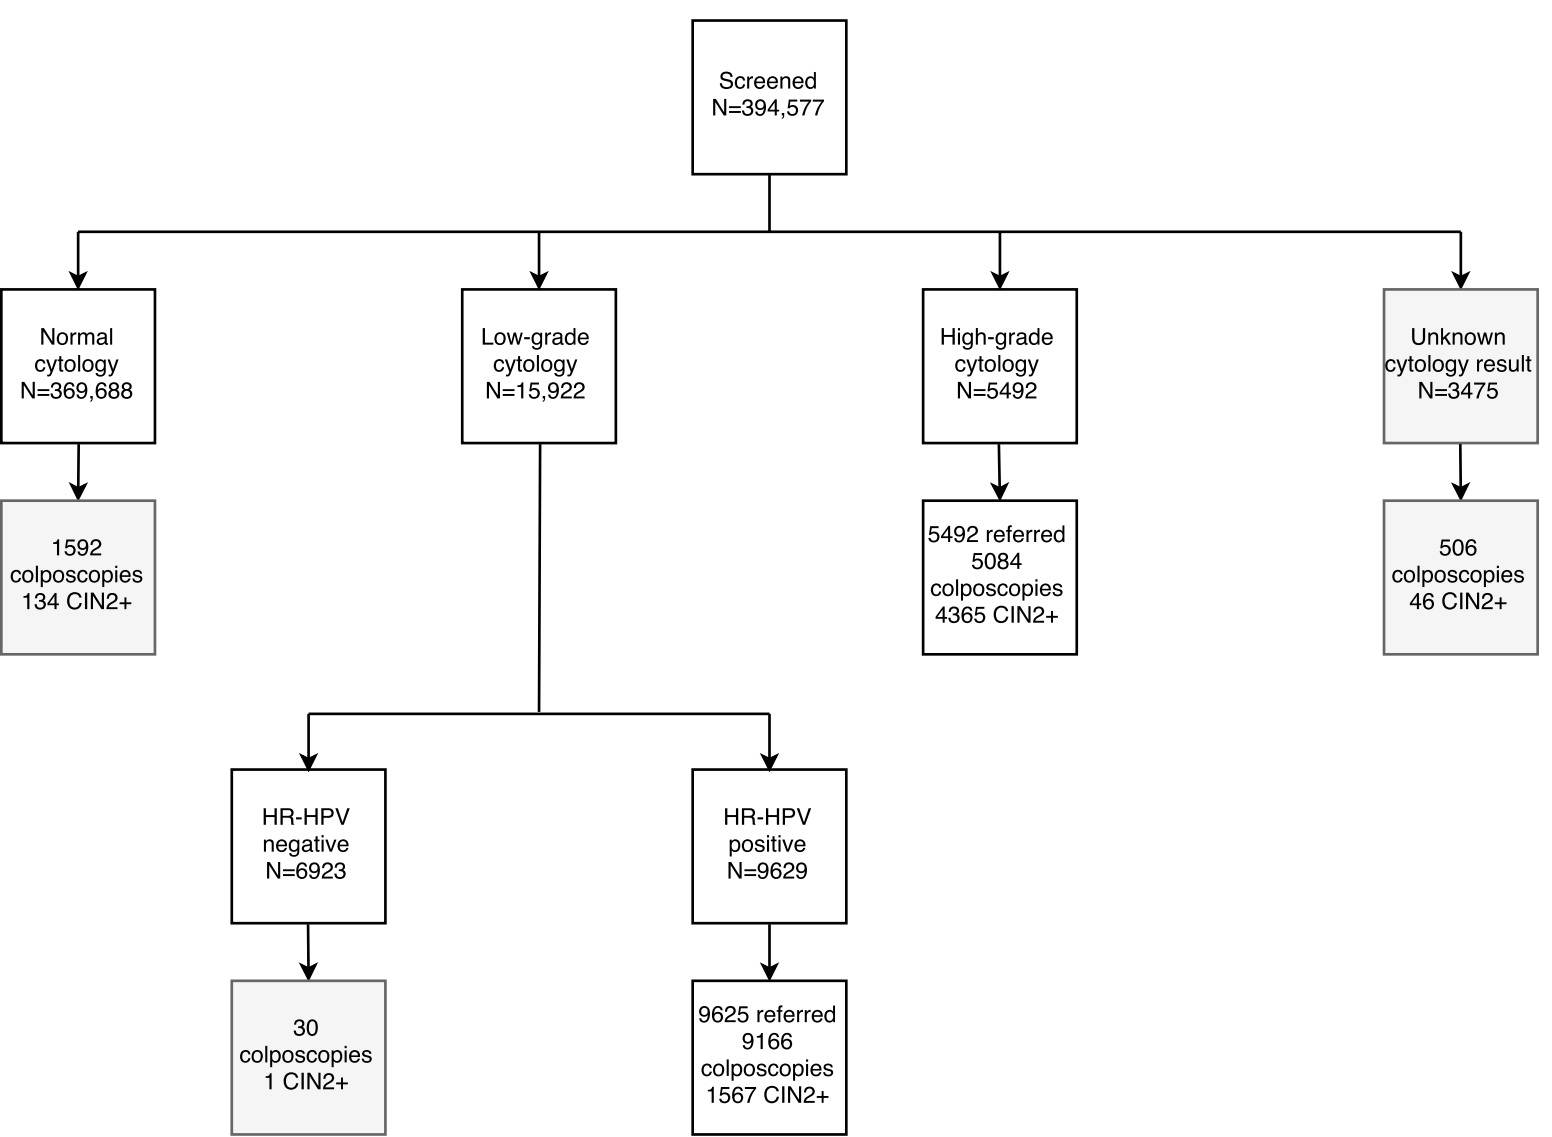 Screened
N=394,577
Normal
cytology
N=369,688
Low-grade
cytology
N=15,922
High-grade
cytology
N=5492
Unknown
cytology result
N=3475
1592
colposcopies
134 CIN2+
5492 referred
5084
colposcopies
4365 CIN2+
506
colposcopies
46 CIN2+
HR-HPV
negative
N=6923
HR-HPV
positive
N=9629
30
colposcopies
1 CIN2+
9625 referred
9166
colposcopies
1567 CIN2+